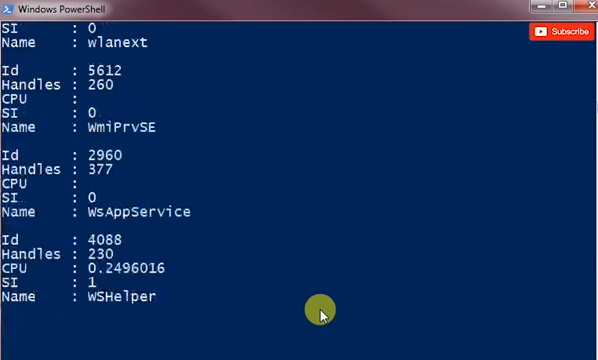 Windows PowerShell
Subscribe
SI : 0
Name : wlanext
Id : 5612
Handles : 260
CPU :
SI : 0
Name : WmiPrvSE
Id : 2960
Handles : 377
CPU :
SI : 0
Name : WsAppService
Id : 4088
Handles : 230
CPU : 0.2496016
SI : 1
Name : WSHelper